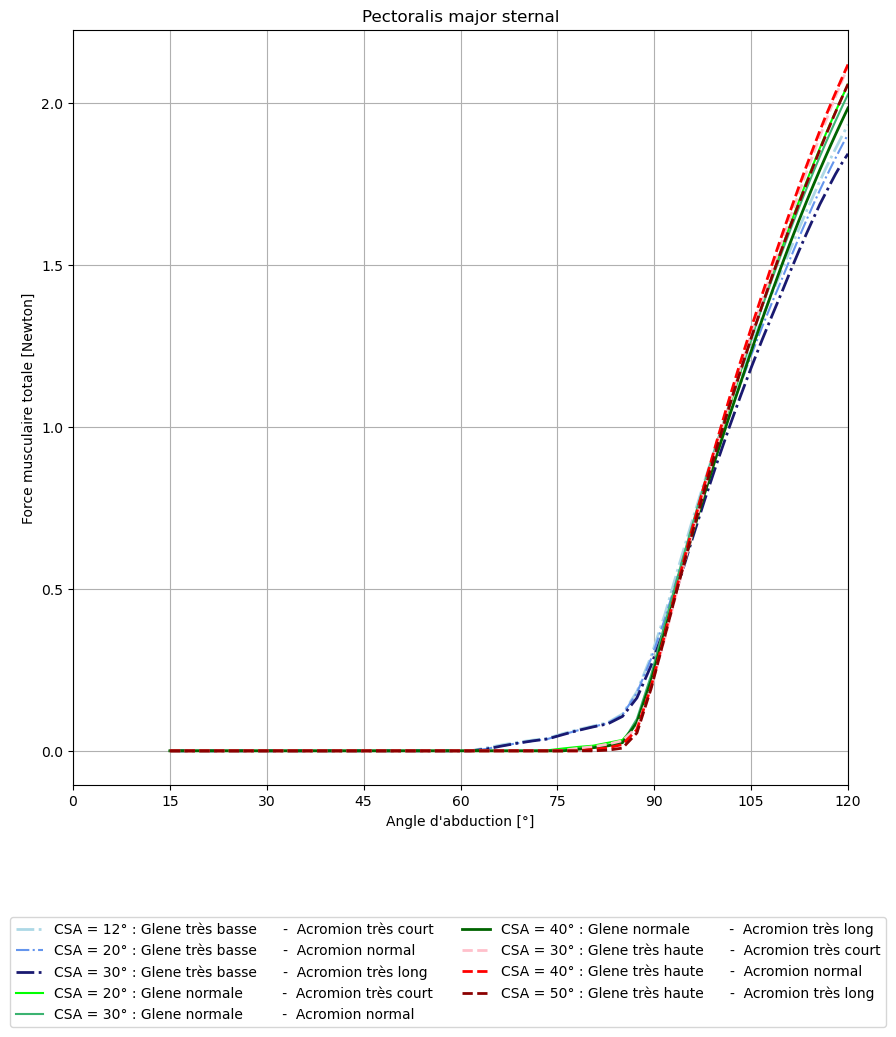 Pectoralis major sternal
2.0
1.5
1.0
0.5
0.0
Force musculaire totale [Newton]
0 15 30 45 60 75 90 105 120
Angle d'abduction [°]
CSA = 12° : Glene très basse - Acromion très court
CSA = 20° : Glene très basse - Acromion normal
CSA = 30° : Glene très basse - Acromion très long
CSA = 20° : Glene normale - Acromion très court
CSA = 30° : Glene normale - Acromion normal
CSA = 40° : Glene normale - Acromion très long
CSA = 30° : Glene très haute - Acromion très court
CSA = 40° : Glene très haute - Acromion normal
CSA = 50° : Glene très haute - Acromion très long